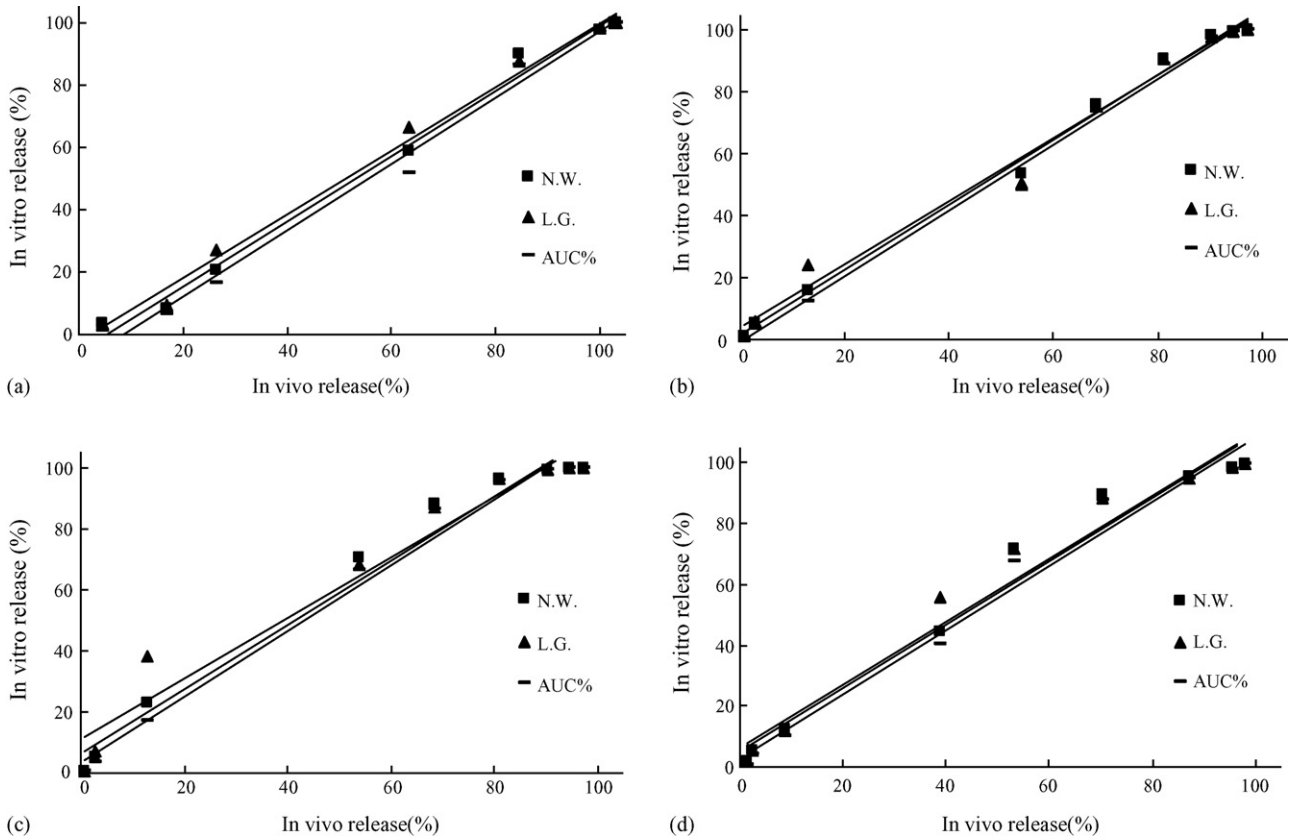 100
80
60
40
20
0
In vitro release (%)
N.W.
L.G.
AUC%
0 20 40 60 80 100
In vivo release(%)
(a)
100
80
60
40
20
0
In vitro release (%)
N.W.
L.G.
AUC%
0 20 40 60 80 100
In vivo release(%)
(b)
100
80
60
40
20
0
In vitro release (%)
N.W.
L.G.
AUC%
0 20 40 60 80 100
In vivo release(%)
(c)
100
80
60
40
20
0
In vitro release (%)
N.W.
L.G.
AUC%
0 20 40 60 80 100
In vivo release(%)
(d)